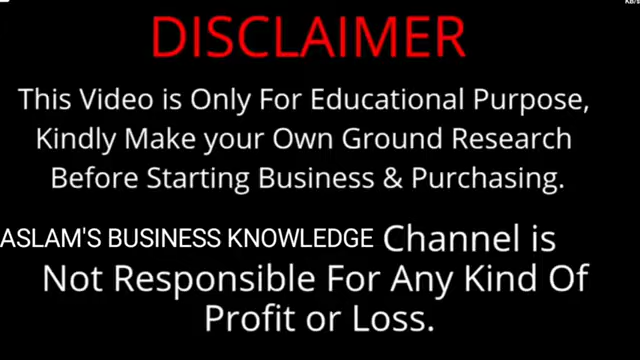 KB/s
DISCLAIMER
This Video is Only For Educational Purpose,
Kindly Make your Own Ground Research
Before Starting Business & Purchasing.
ASLAM'S BUSINESS KNOWLEDGE Channel is
Not Responsible For Any Kind Of
Profit or Loss.